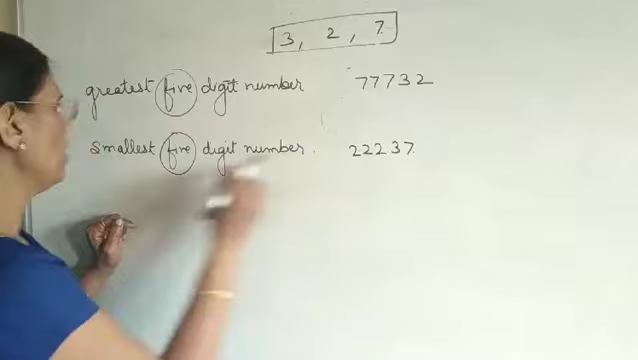 3, 2, 7
greatest five digit number 77732
smallest five digit number. 22237.